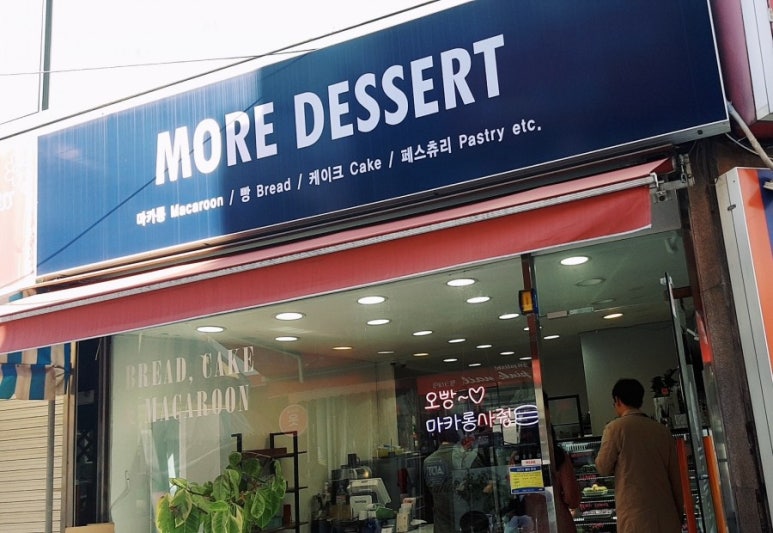 MORE DESSERT
마카롱 Macaroon / 빵 Bread / 케이크 Cake / 페스츄리 Pastry etc.
BREAD, CAKE
& MACAROON
오빵~♡
마카롱사줭